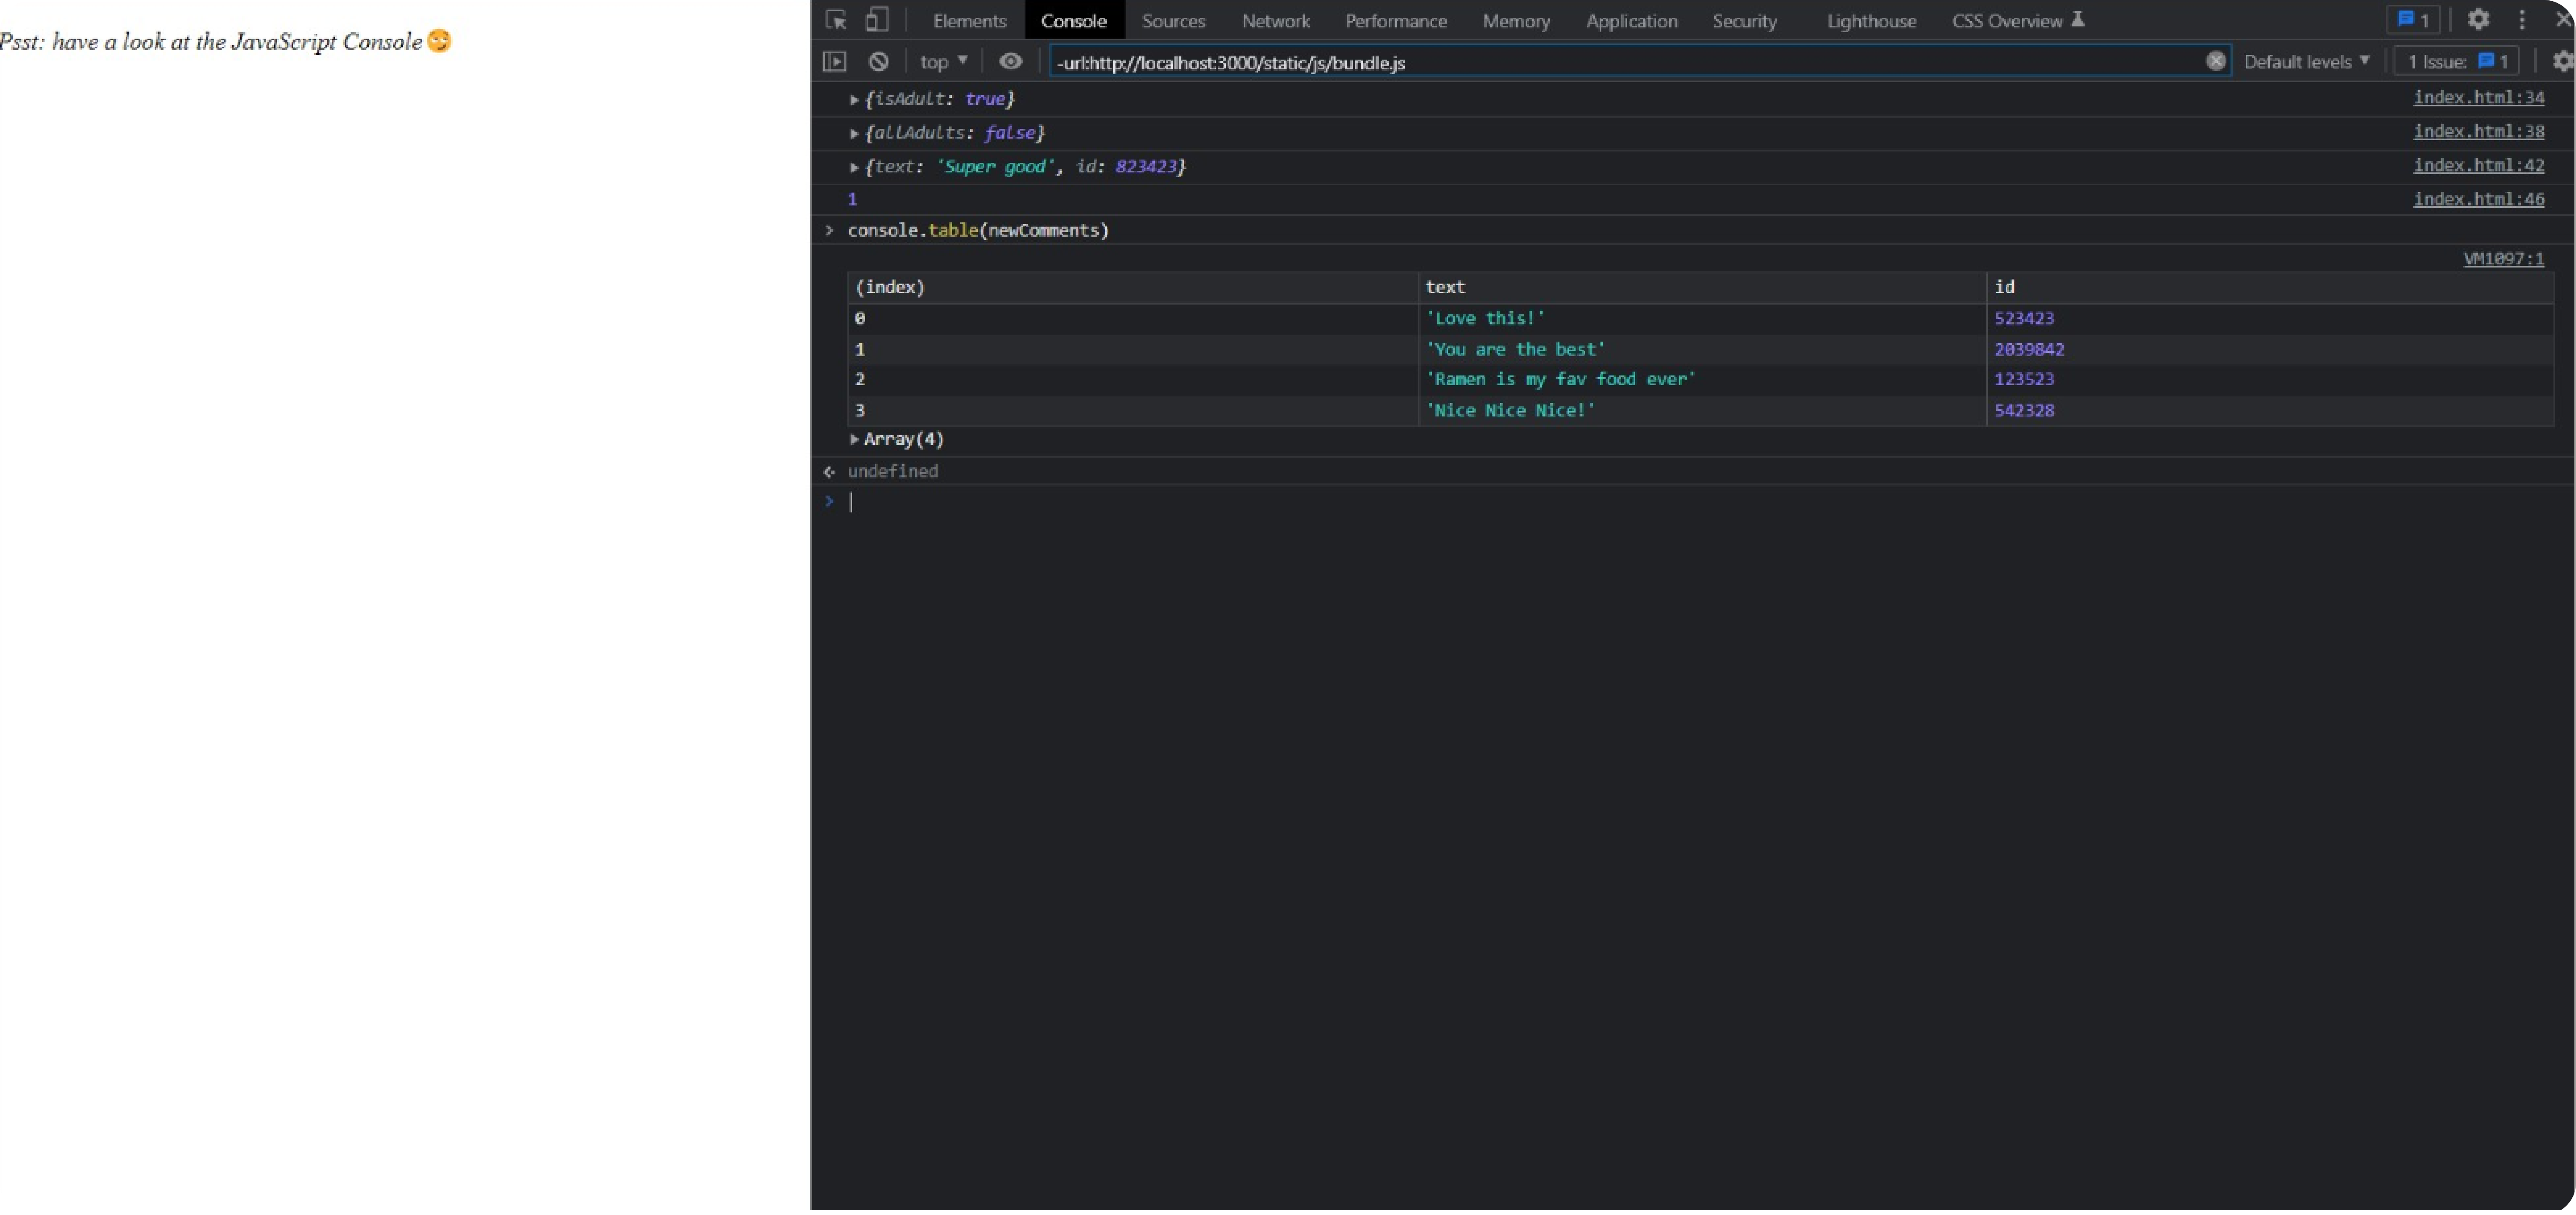 Psst: have a look at the JavaScript Console😏
Elements Console Sources Network Performance Memory Application Security Lighthouse CSS Overview 1
top -url:http://localhost:3000/static/js/bundle.js Default levels 1 Issue: 1
{isAdult: true} index.html:34
{allAdults: false} index.html:38
{text: 'Super good', id: 823423} index.html:42
1 index.html:46
> console.table(newComments)
VM1097:1
(index) text id
0 'Love this!' 523423
1 'You are the best' 2039842
2 'Ramen is my fav food ever' 123523
3 'Nice Nice Nice!' 542328
Array(4)
undefined
>